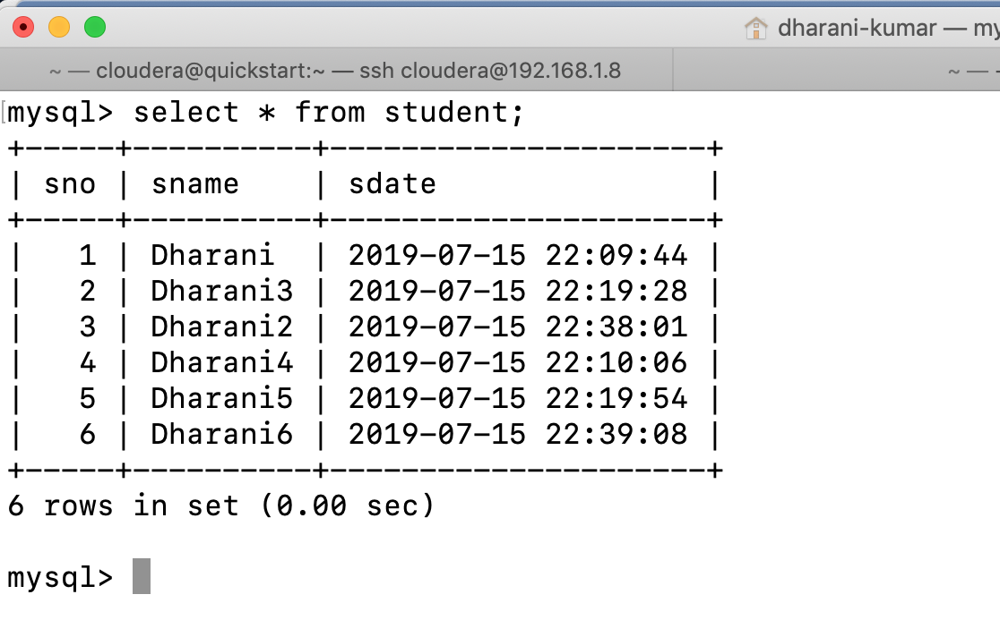 dharani-kumar — my
~ — cloudera@quickstart:~ — ssh cloudera@192.168.1.8 ~ —
mysql> select * from student;
+-----+----------+---------------------+
| sno | sname    | sdate               |
+-----+----------+---------------------+
|   1 | Dharani  | 2019-07-15 22:09:44 |
|   2 | Dharani3 | 2019-07-15 22:19:28 |
|   3 | Dharani2 | 2019-07-15 22:38:01 |
|   4 | Dharani4 | 2019-07-15 22:10:06 |
|   5 | Dharani5 | 2019-07-15 22:19:54 |
|   6 | Dharani6 | 2019-07-15 22:39:08 |
+-----+----------+---------------------+
6 rows in set (0.00 sec)
mysql>